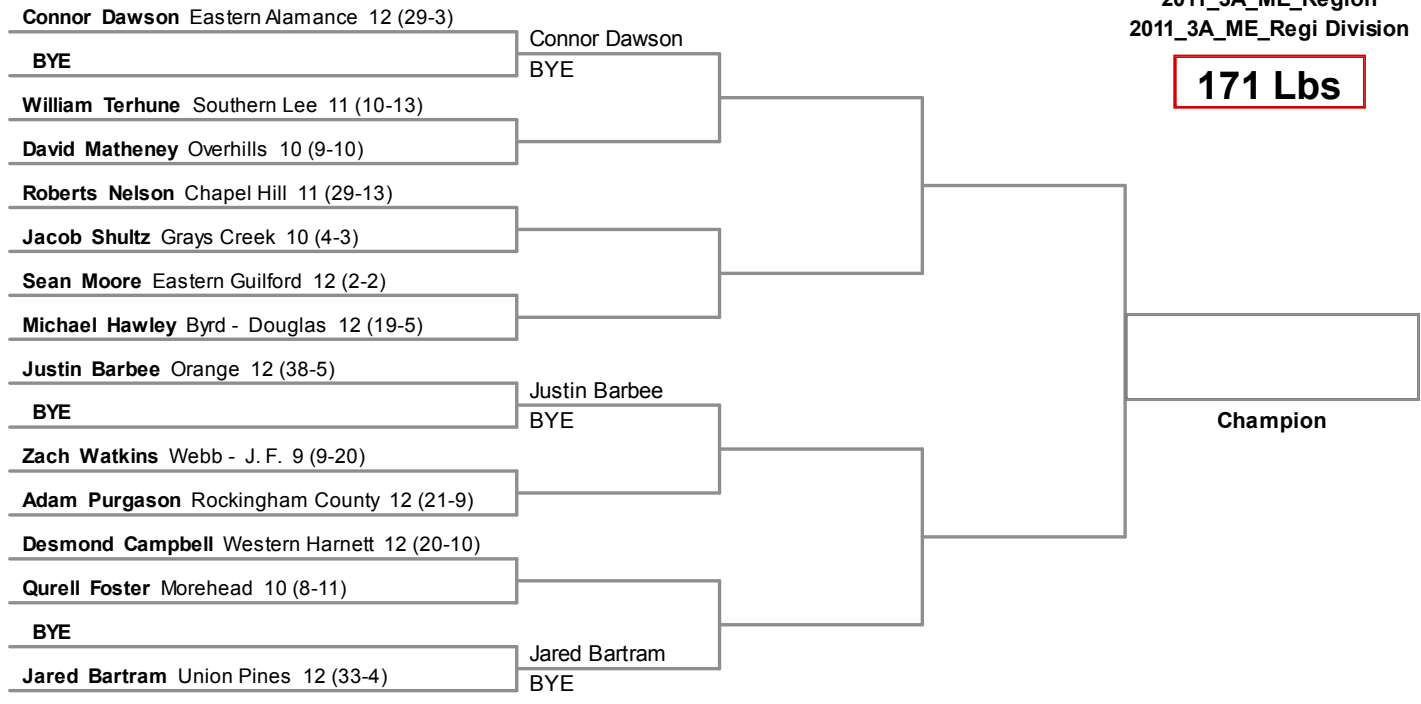 2011_3A_ME_Region
2011_3A_ME_Regi Division
171 Lbs
Connor Dawson Eastern Alamance 12 (29-3)
BYE
William Terhune Southern Lee 11 (10-13)
David Matheney Overhills 10 (9-10)
Roberts Nelson Chapel Hill 11 (29-13)
Jacob Shultz Grays Creek 10 (4-3)
Sean Moore Eastern Guilford 12 (2-2)
Michael Hawley Byrd - Douglas 12 (19-5)
Justin Barbee Orange 12 (38-5)
BYE
Zach Watkins Webb - J. F. 9 (9-20)
Adam Purgason Rockingham County 12 (21-9)
Desmond Campbell Western Harnett 12 (20-10)
Qurell Foster Morehead 10 (8-11)
BYE
Jared Bartram Union Pines 12 (33-4)
Connor Dawson
BYE
Justin Barbee
BYE
Jared Bartram
BYE
Champion